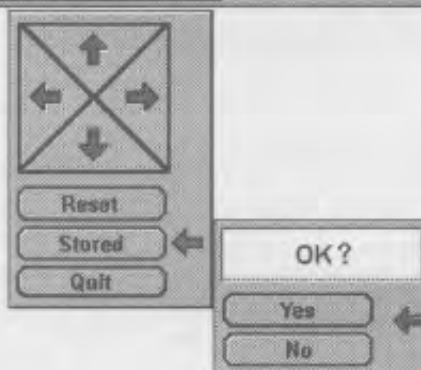 Reset
Stored
Quit
OK?
Yes
No